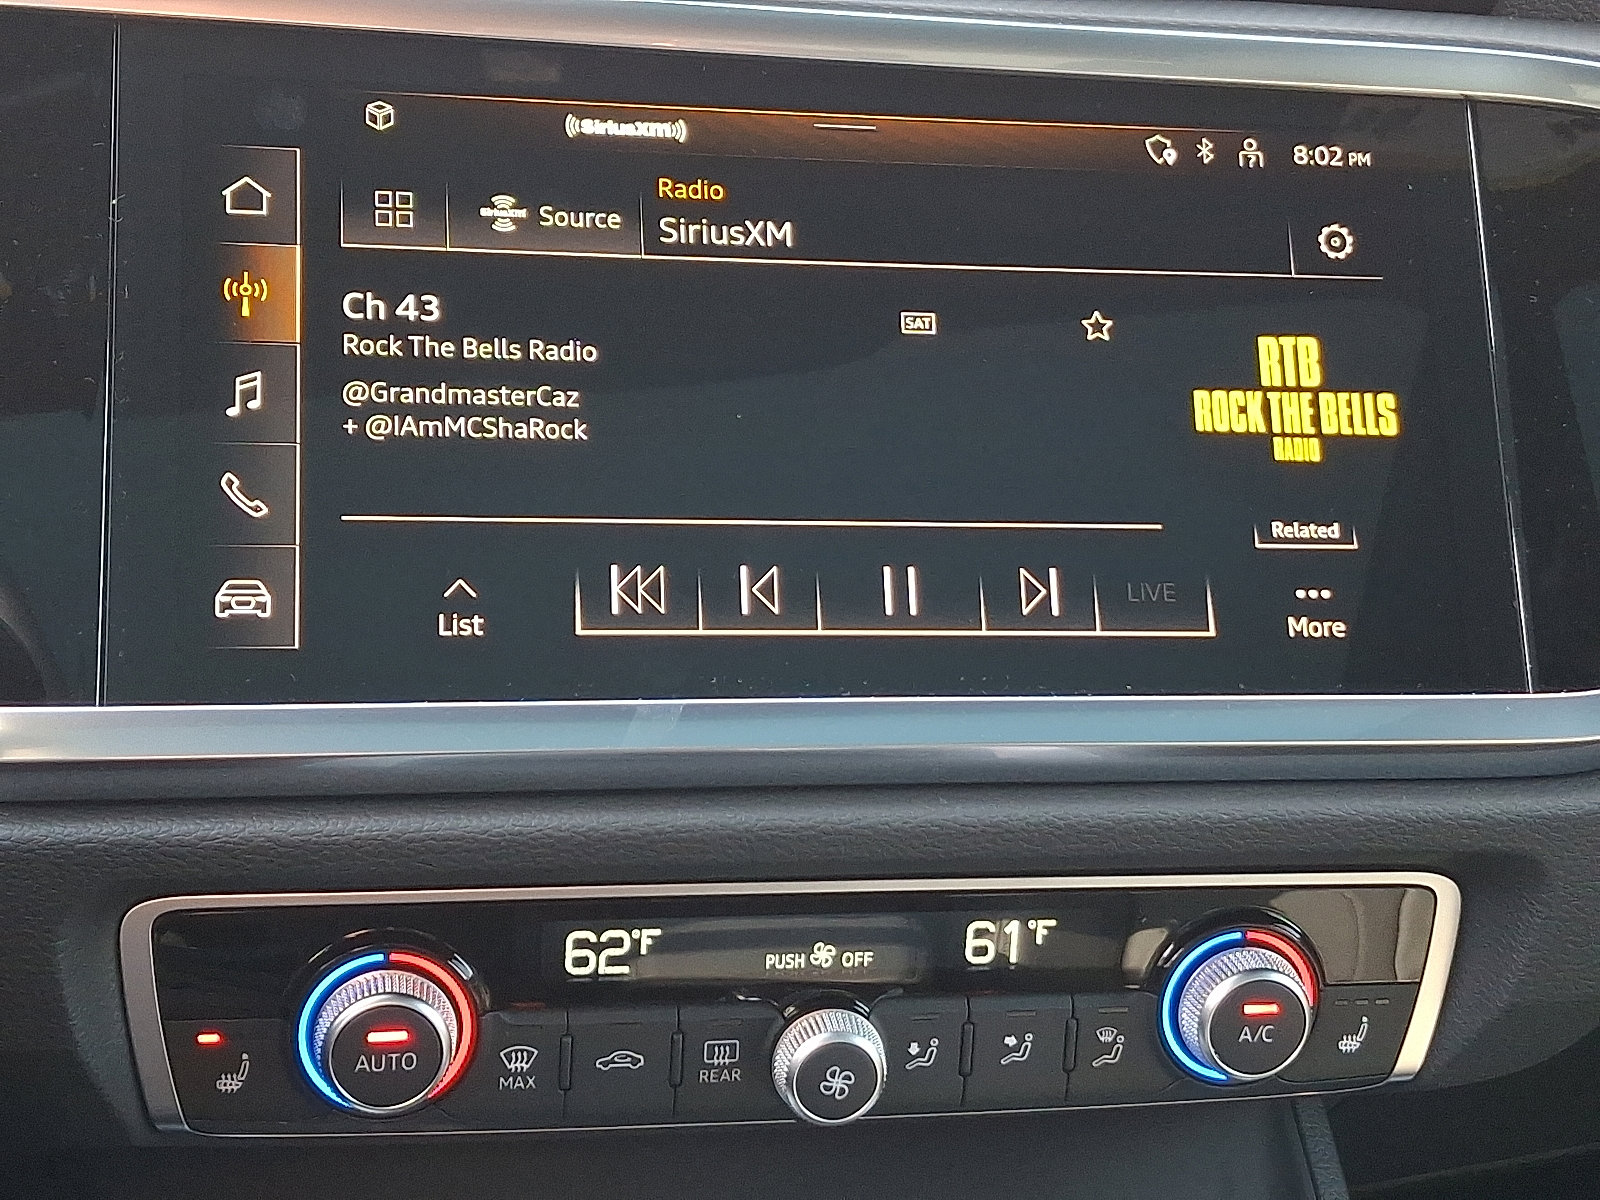 ((SiriusXM))
8:02 PM
Radio
SiriusXM
SiriusXM Source
Ch 43
SAT
Rock The Bells Radio
@GrandmasterCaz
+ @IAmMCShaRock
RTB
ROCK THE BELLS
RADIO
Related
List
LIVE
More
62°F
PUSH OFF
61°F
AUTO
MAX
REAR
A/C